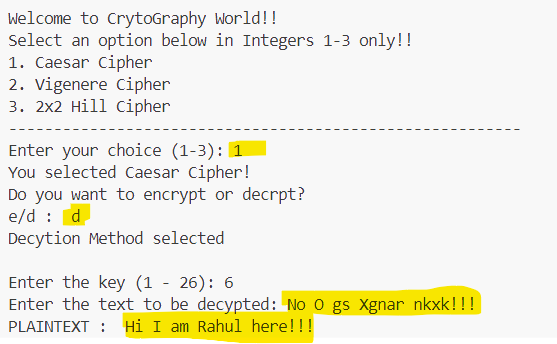 Welcome to CrytoGraphy World!!
Select an option below in Integers 1-3 only!!
1. Caesar Cipher
2. Vigenere Cipher
3. 2x2 Hill Cipher
--------------------------------------------------------
Enter your choice (1-3): 1
You selected Caesar Cipher!
Do you want to encrypt or decrpt?
e/d : d
Decytion Method selected
Enter the key (1 - 26): 6
Enter the text to be decypted: No O gs Xgnar nkxk!!!
PLAINTEXT : Hi I am Rahul here!!!